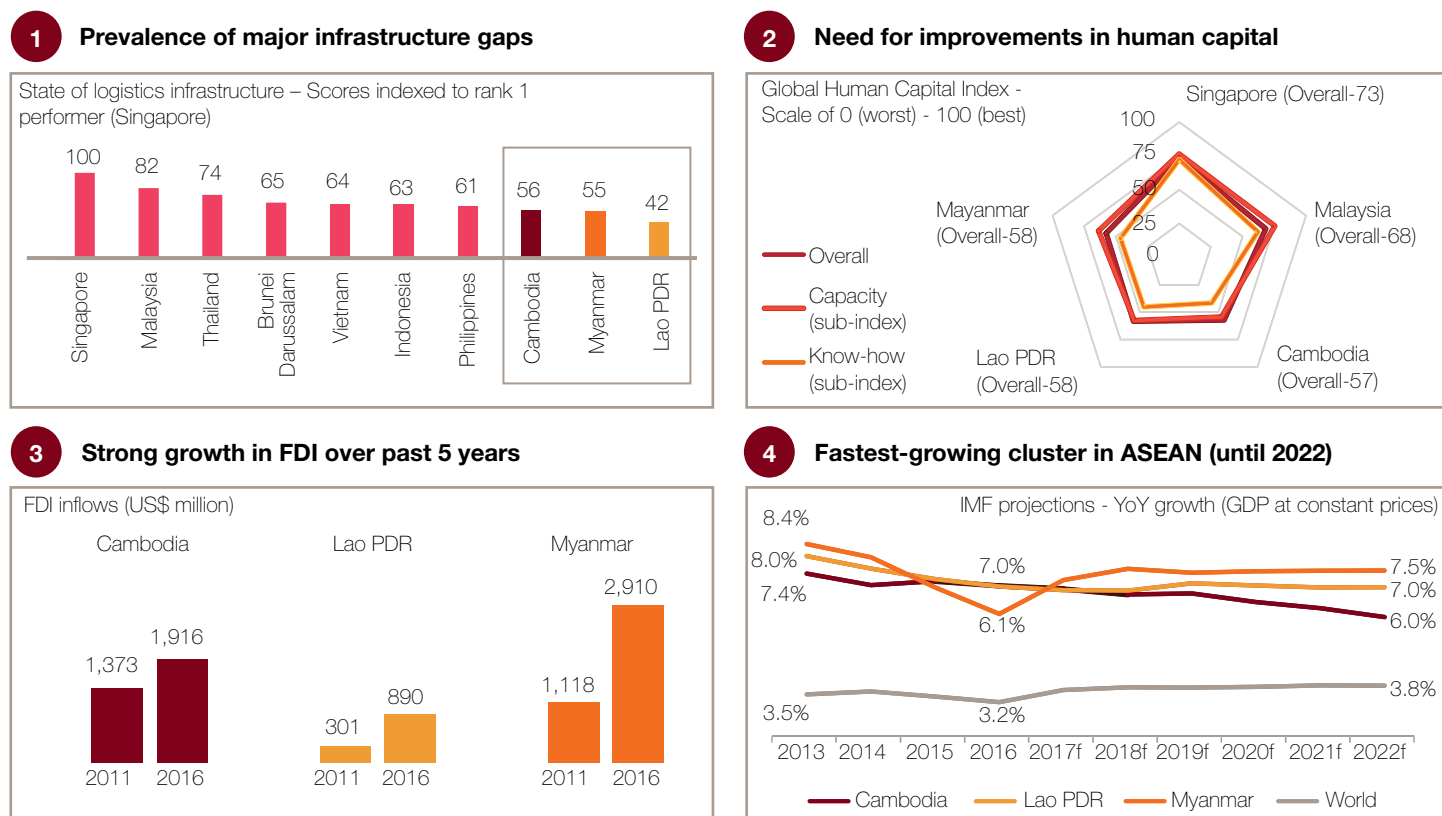 1 Prevalence of major infrastructure gaps
State of logistics infrastructure – Scores indexed to rank 1
performer (Singapore)
100
82
74
65
64
63
61
56
55
42
Singapore
Malaysia
Thailand
Brunei
Darussalam
Vietnam
Indonesia
Philippines
Cambodia
Myanmar
Lao PDR
2 Need for improvements in human capital
Global Human Capital Index -
Scale of 0 (worst) - 100 (best)
Singapore (Overall-73)
100
75
50
25
0
Mayanmar
(Overall-58)
Malaysia
(Overall-68)
Lao PDR
(Overall-58)
Cambodia
(Overall-57)
Overall
Capacity
(sub-index)
Know-how
(sub-index)
3 Strong growth in FDI over past 5 years
FDI inflows (US$ million)
Cambodia
1,373
1,916
2011 2016
Lao PDR
301
890
2011 2016
Myanmar
1,118
2,910
2011 2016
4 Fastest-growing cluster in ASEAN (until 2022)
IMF projections - YoY growth (GDP at constant prices)
8.4%
8.0%
7.4%
7.0%
6.1%
7.5%
7.0%
6.0%
3.5%
3.2%
3.8%
2013 2014 2015 2016 2017f 2018f 2019f 2020f 2021f 2022f
Cambodia Lao PDR Myanmar World